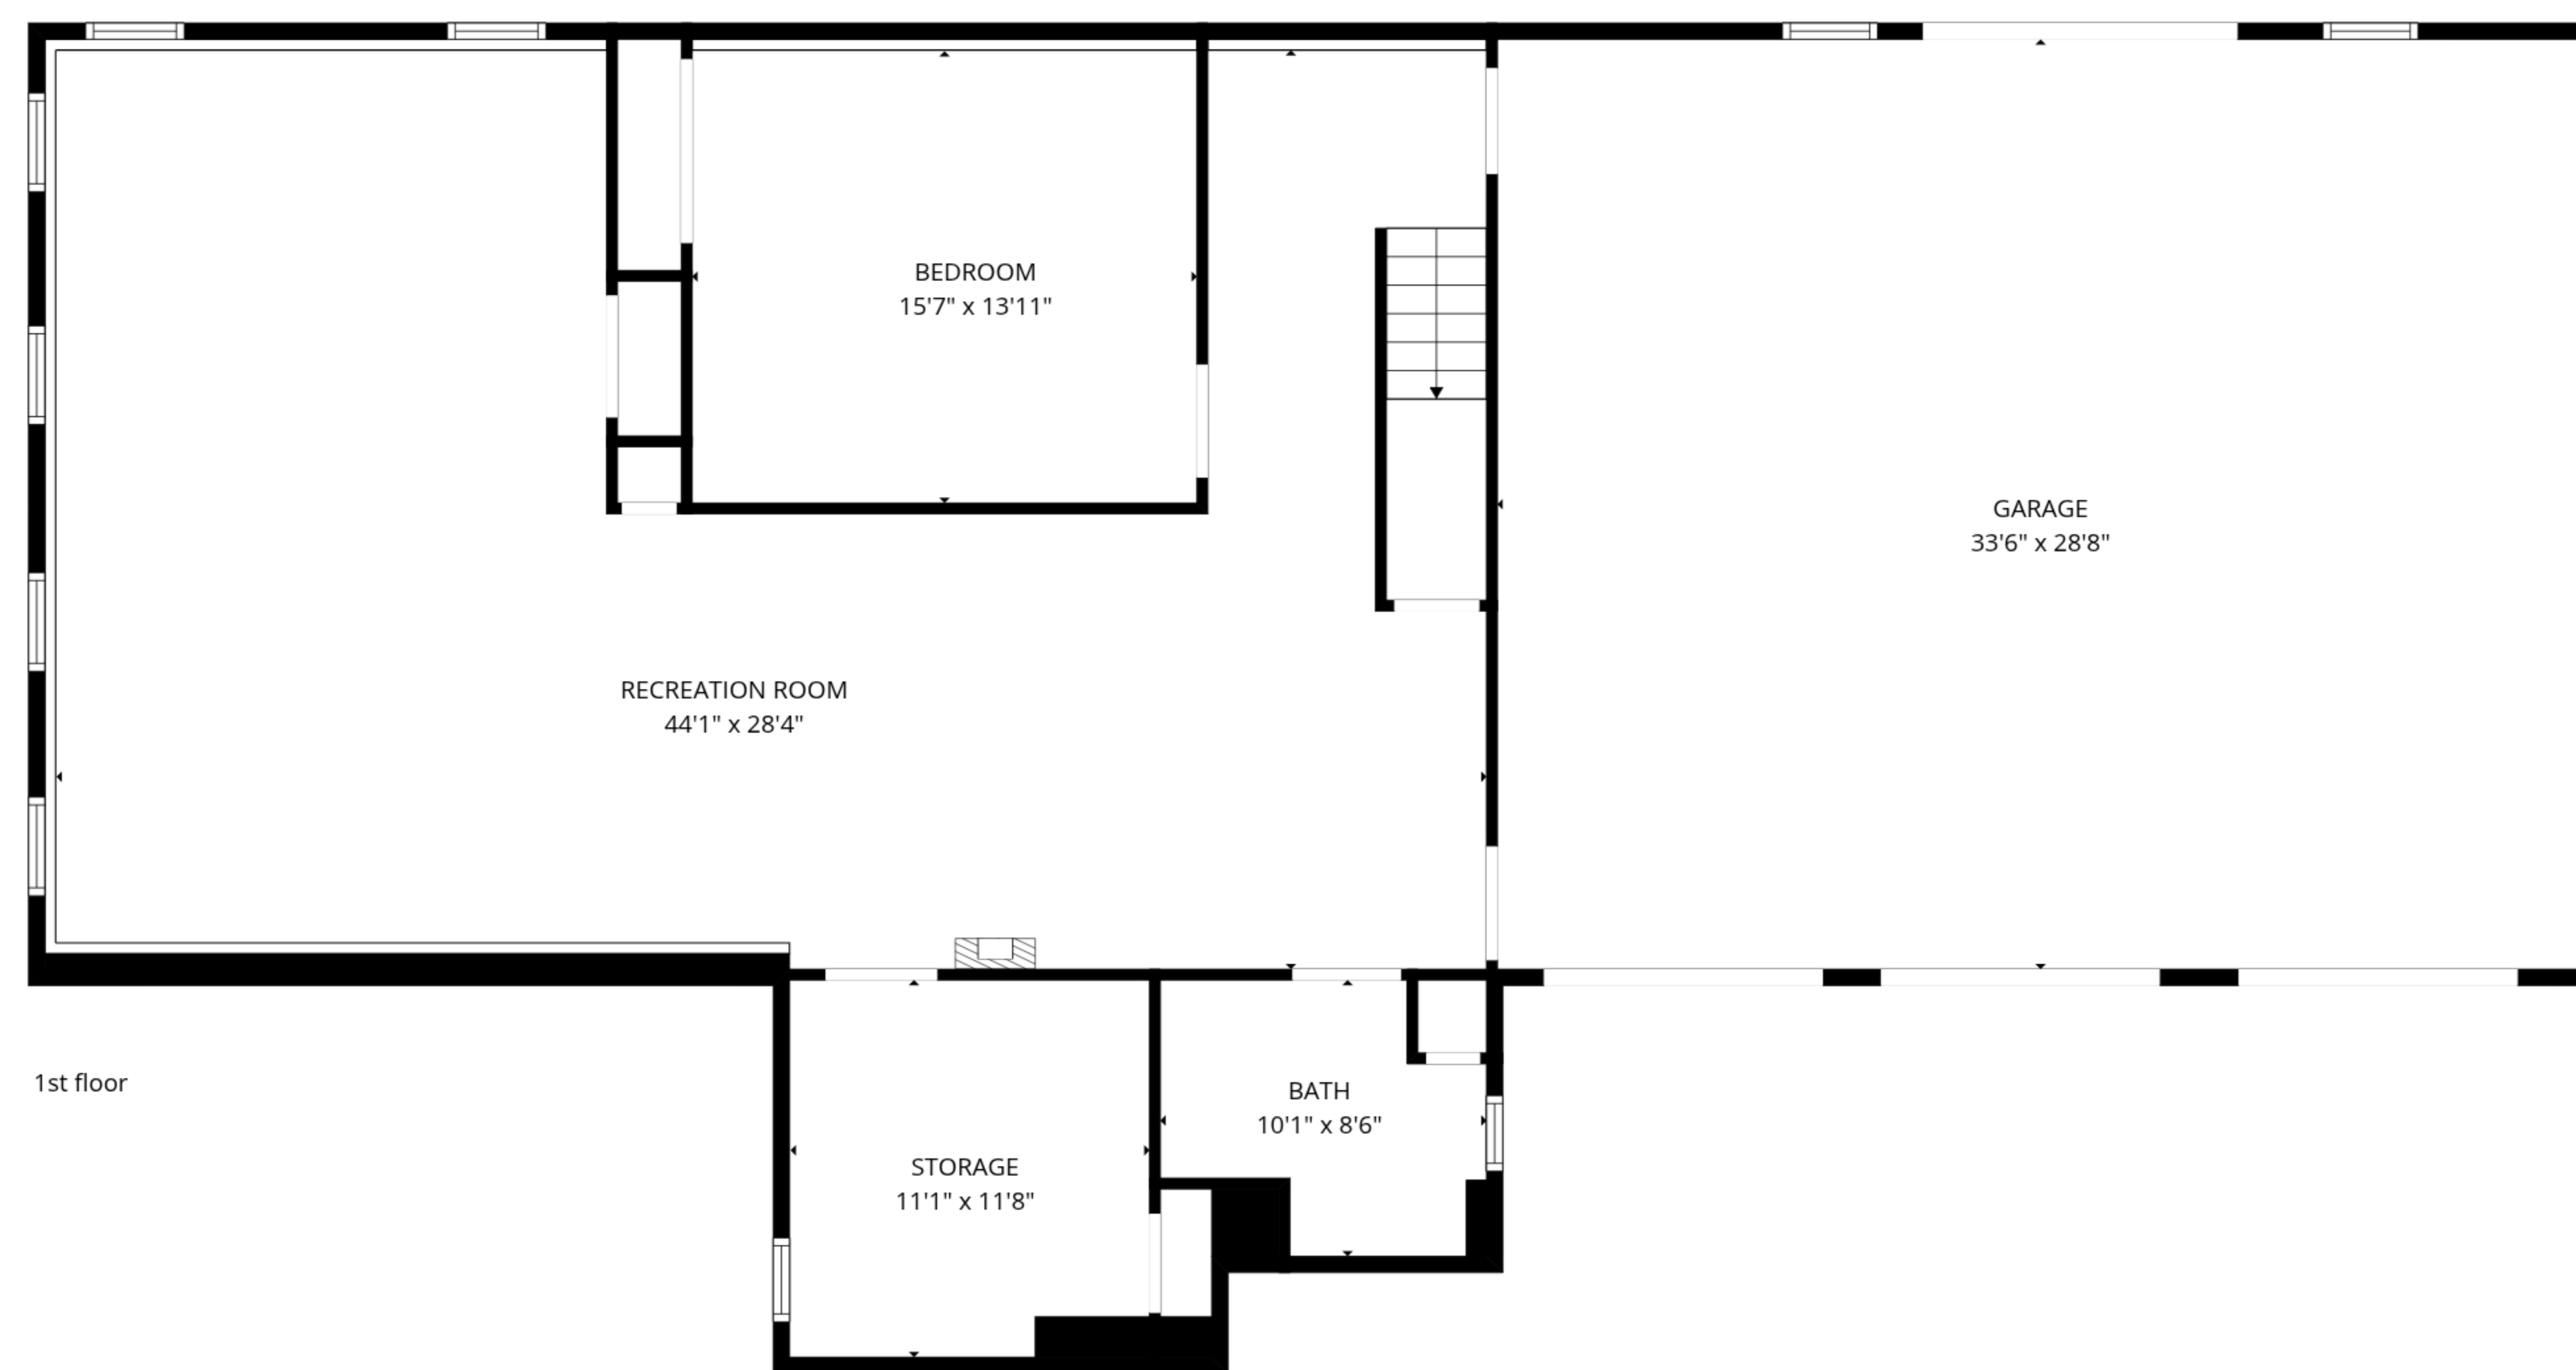 BEDROOM
15'7" x 13'11"
GARAGE
33'6" x 28'8"
RECREATION ROOM
44'1" x 28'4"
1st floor
BATH
10'1" x 8'6"
STORAGE
11'1" x 11'8"